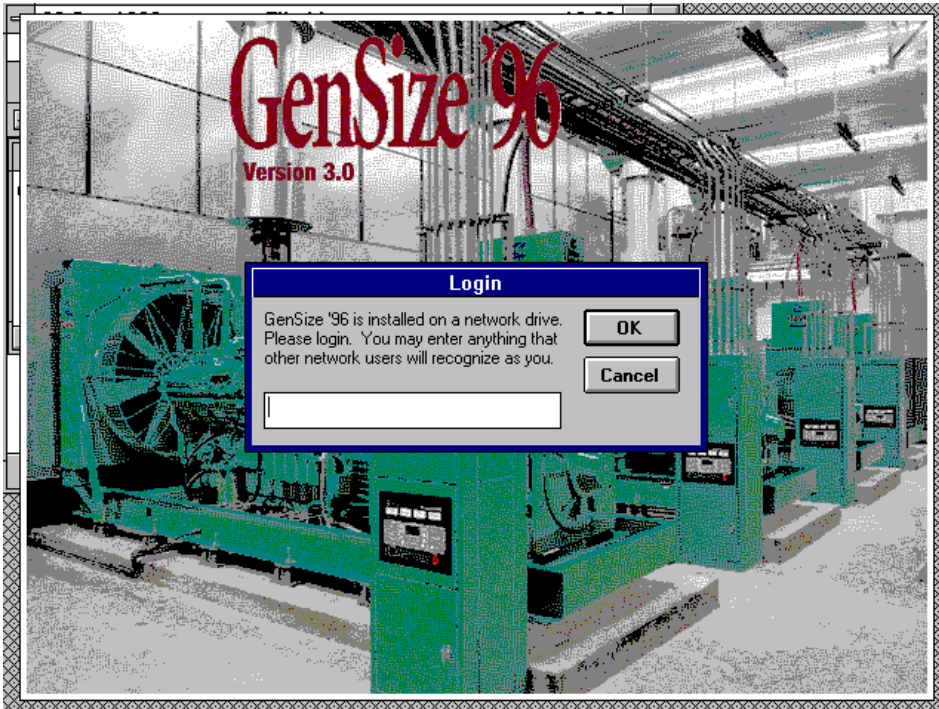 GenSize '96
Version 3.0
Login
GenSize '96 is installed on a network drive.
Please login.  You may enter anything that
other network users will recognize as you.
OK
Cancel